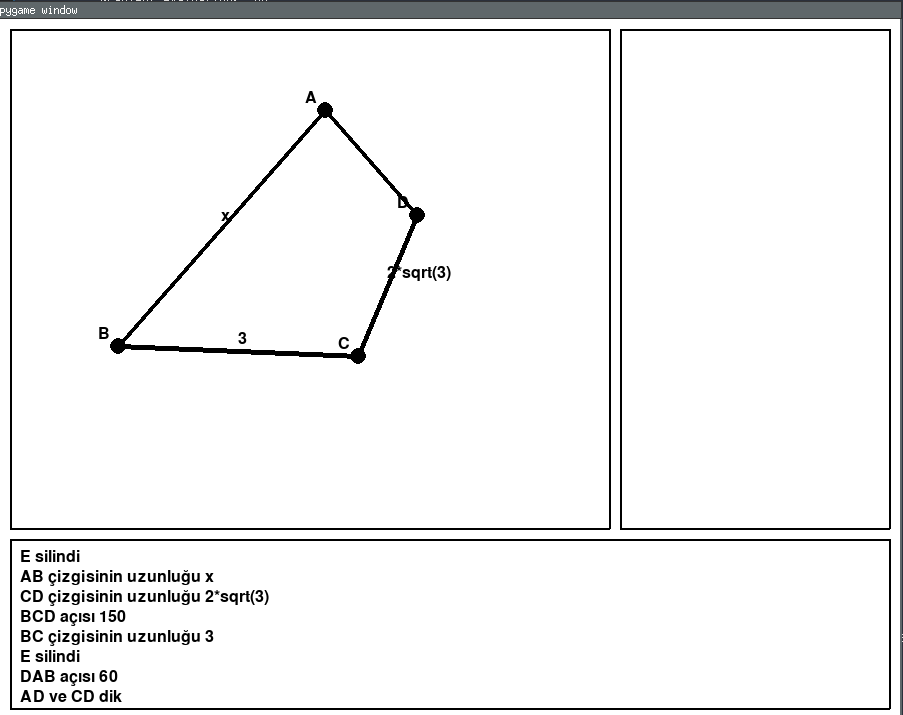 pygame window
A
D
x
2*sqrt(3)
B
3
C
E silindi
AB çizgisinin uzunluğu x
CD çizgisinin uzunluğu 2*sqrt(3)
BCD açısı 150
BC çizgisinin uzunluğu 3
E silindi
DAB açısı 60
AD ve CD dik